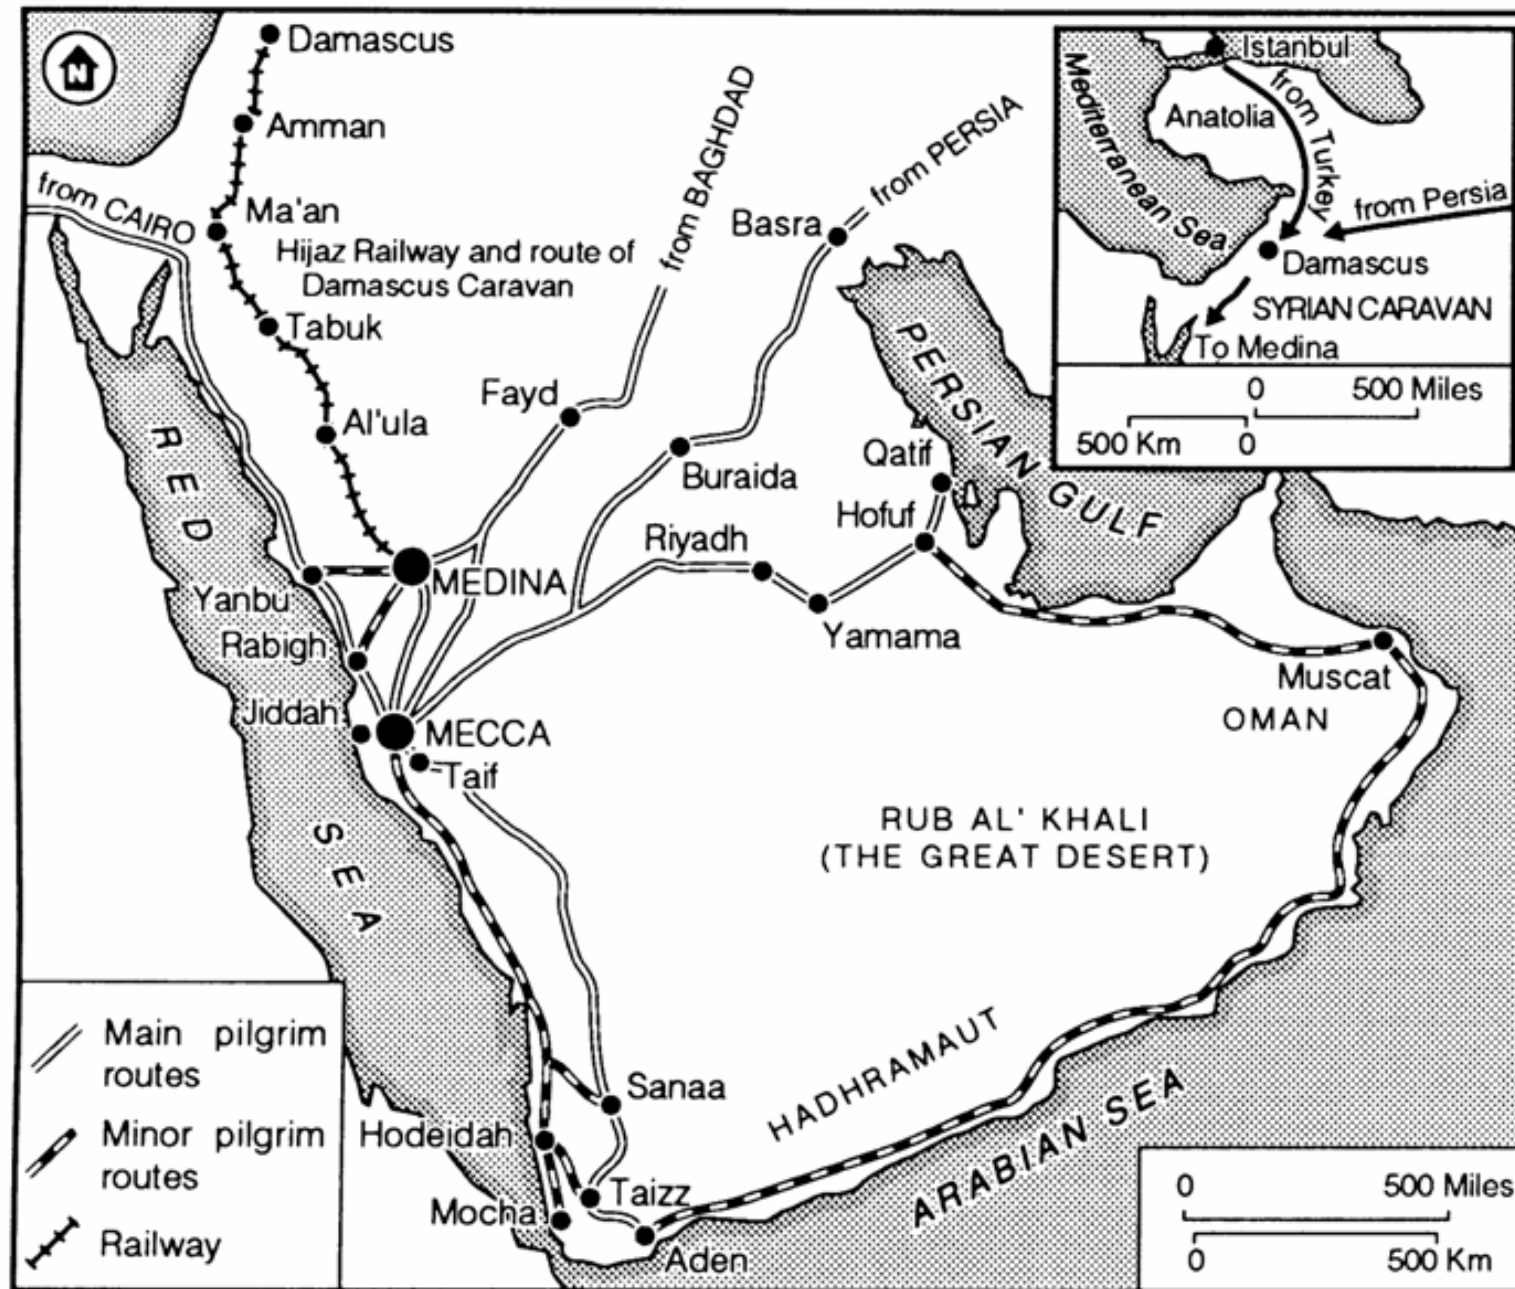 N
Damascus
Amman
from CAIRO
Ma'an
Hijaz Railway and route of
Damascus Caravan
Tabuk
Al'ula
from BAGHDAD
from PERSIA
Basra
Fayd
Buraida
PERSIAN GULF
Qatif
Hofuf
Riyadh
Yamama
RED SEA
MEDINA
Yanbu
Rabigh
Jiddah
MECCA
Taif
Muscat
OMAN
RUB AL' KHALI
(THE GREAT DESERT)
HADHRAMAUT
ARABIAN SEA
Sanaa
Hodeidah
Taizz
Mocha
Aden
Istanbul
Mediterranean Sea
Anatolia
from Turkey
from Persia
Damascus
SYRIAN CARAVAN
To Medina
0 500 Miles
500 Km 0
Main pilgrim
routes
Minor pilgrim
routes
Railway
0 500 Miles
0 500 Km